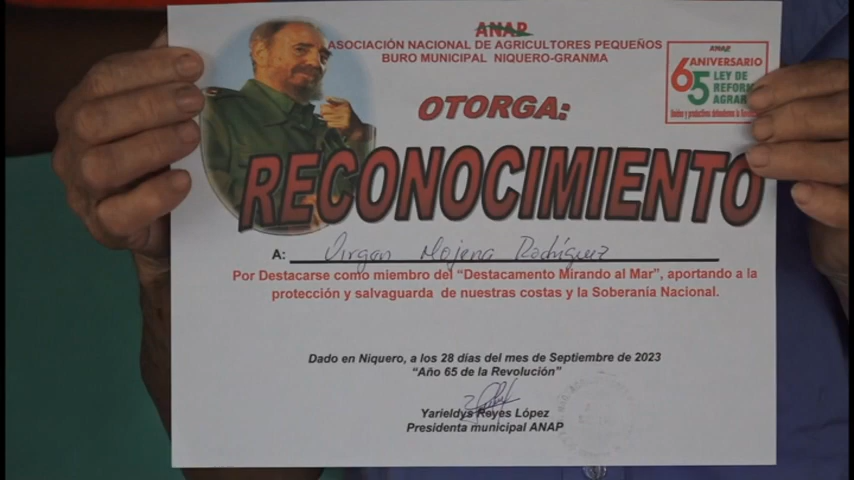 ANAP
ASOCIACIÓN NACIONAL DE AGRICULTORES PEQUEÑOS
BURO MUNICIPAL NIQUERO-GRANMA
ANAP
65 ANIVERSARIO
LEY DE
REFORMA
AGRARIA
OTORGA:
RECONOCIMIENTO
A: Virgen Mojena Rodríguez
Por Destacarse como miembro del “Destacamento Mirando al Mar”, aportando a la
protección y salvaguarda de nuestras costas y la Soberanía Nacional.
Dado en Niquero, a los 28 días del mes de Septiembre de 2023
“Año 65 de la Revolución”
Yarieldys Reyes López
Presidenta municipal ANAP